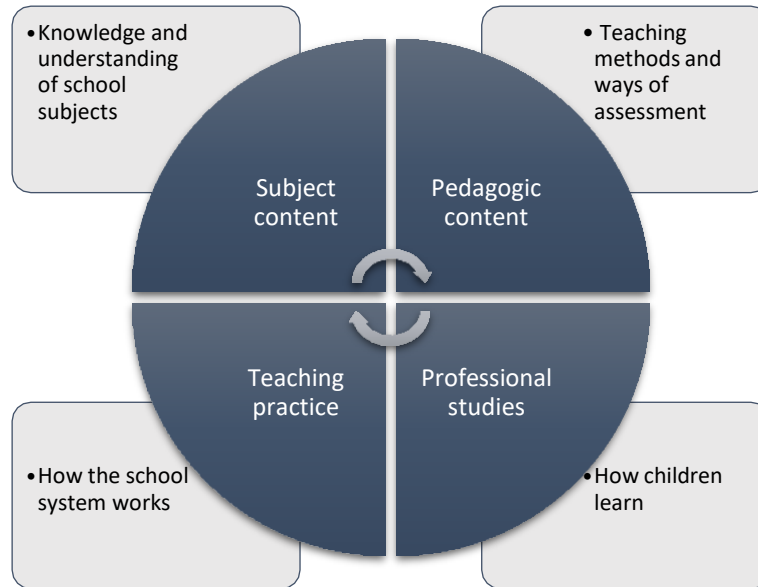 •Knowledge and
understanding
of school
subjects
• Teaching
methods and
ways of
assessment
Subject
content
Pedagogic
content
Teaching
practice
Professional
studies
•How the school
system works
•How children
learn